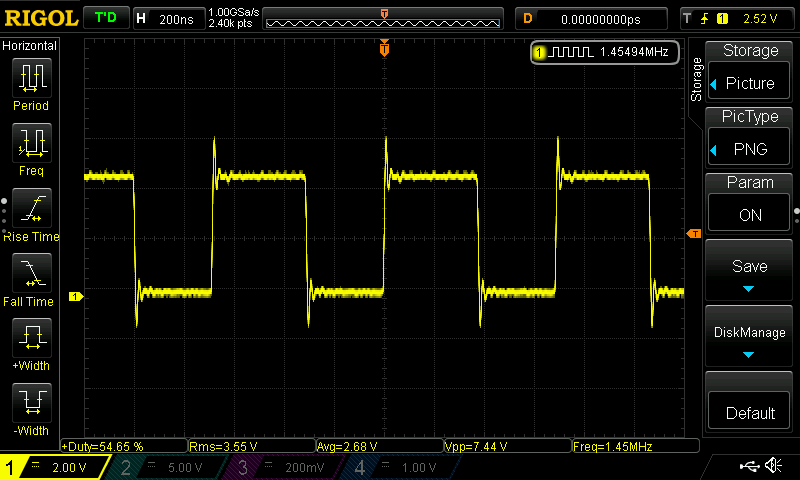 RIGOL T'D H 200ns 1.00GSa/s 2.40k pts T D 0.00000000ps T 1 2.52 V
Horizontal
Period
Freq
Rise Time
Fall Time
+Width
-Width
T
1 1.45494MHz
1
T
Storage
Storage
Picture
PicType
PNG
Param
ON
Save
DiskManage
Default
+Duty=54.65 % Rms=3.55 V Avg=2.68 V Vpp=7.44 V Freq=1.45MHz
1 2.00 V 2 5.00 V 3 200mV 4 1.00 V